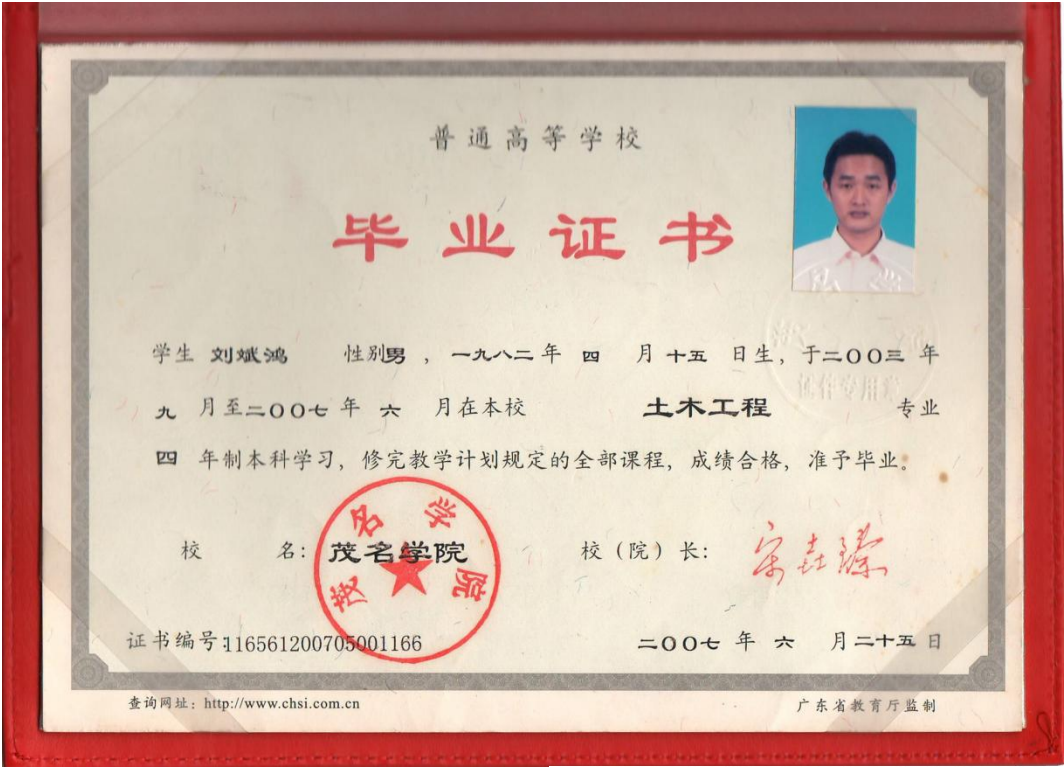 普通高等学校
毕业证书
学生 刘斌鸿 性别男，一九八二年 四 月十五 日生，于二〇〇三年
九 月至二〇〇七年 六 月在本校 土木工程 专业
四 年制本科学习，修完教学计划规定的全部课程，成绩合格，准予毕业。
校 名：茂名学院 校（院）长：
茂名学院
证书编号：116561200705001166 二〇〇七 年 六 月二十五日
查询网址：http://www.chsi.com.cn 广东省教育厅监制